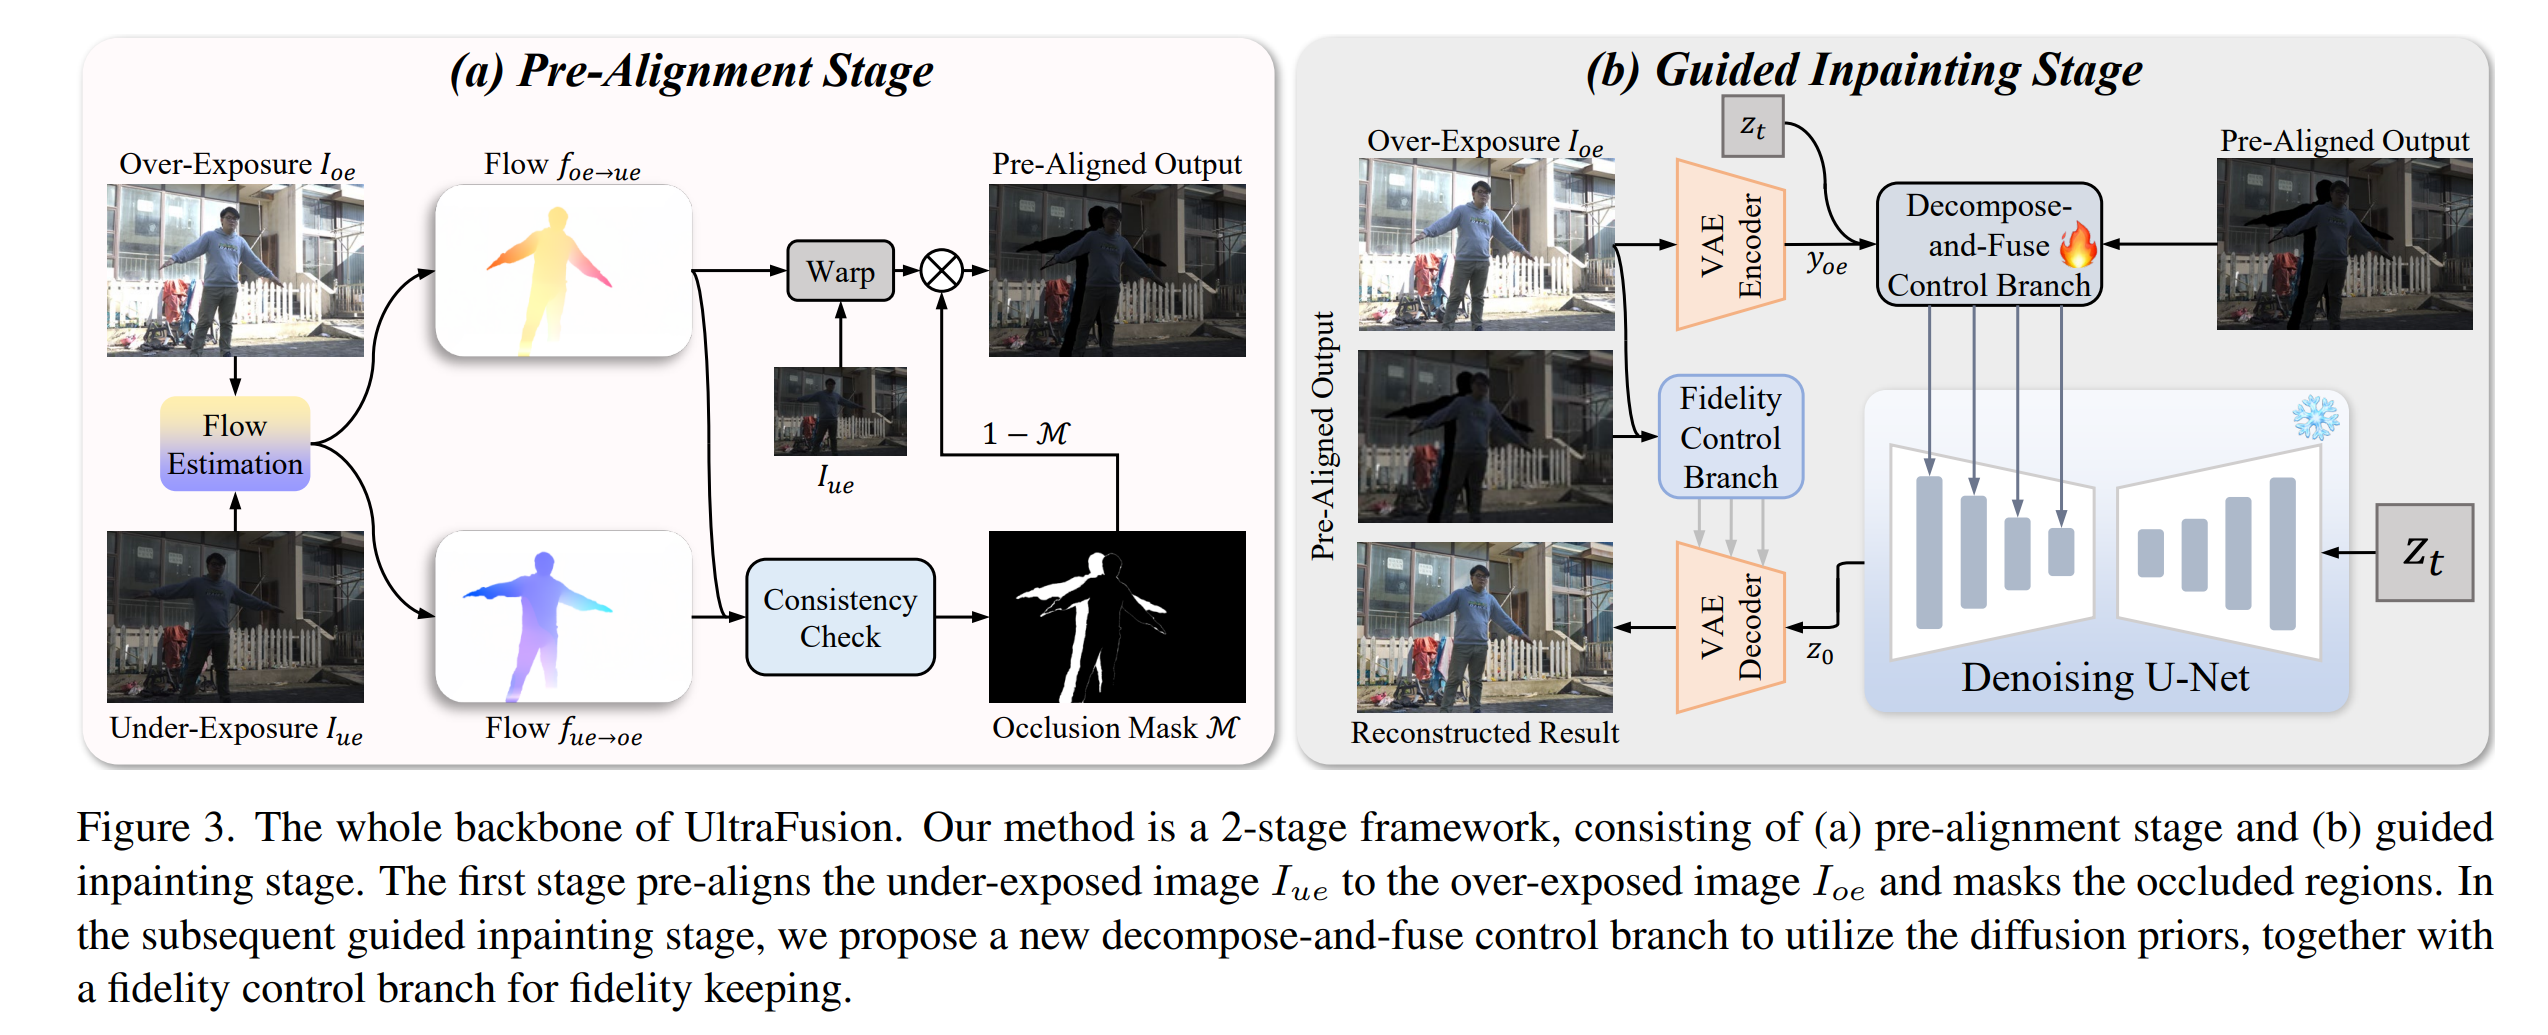 (a) Pre-Alignment Stage
Over-Exposure I_oe
Flow f_oe→ue
Pre-Aligned Output
Warp
Flow
Estimation
I_ue
1 − ℳ
Consistency
Check
Under-Exposure I_ue
Flow f_ue→oe
Occlusion Mask ℳ
(b) Guided Inpainting Stage
z_t
Over-Exposure I_oe
Pre-Aligned Output
VAE
Encoder
y_oe
Decompose-
and-Fuse
Control Branch
Pre-Aligned Output
Fidelity
Control
Branch
VAE
Decoder
z_0
z_t
Denoising U-Net
Reconstructed Result
Figure 3. The whole backbone of UltraFusion. Our method is a 2-stage framework, consisting of (a) pre-alignment stage and (b) guided
inpainting stage. The first stage pre-aligns the under-exposed image I_ue to the over-exposed image I_oe and masks the occluded regions. In
the subsequent guided inpainting stage, we propose a new decompose-and-fuse control branch to utilize the diffusion priors, together with
a fidelity control branch for fidelity keeping.